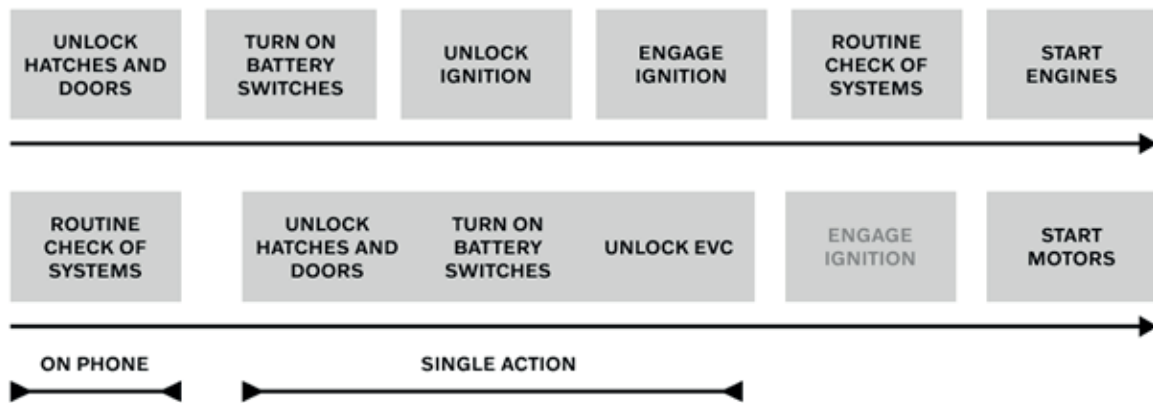 UNLOCK
HATCHES AND
DOORS
TURN ON
BATTERY
SWITCHES
UNLOCK
IGNITION
ENGAGE
IGNITION
ROUTINE
CHECK OF
SYSTEMS
START
ENGINES
ROUTINE
CHECK OF
SYSTEMS
UNLOCK
HATCHES AND
DOORS
TURN ON
BATTERY
SWITCHES
UNLOCK EVC
ENGAGE
IGNITION
START
MOTORS
ON PHONE
SINGLE ACTION